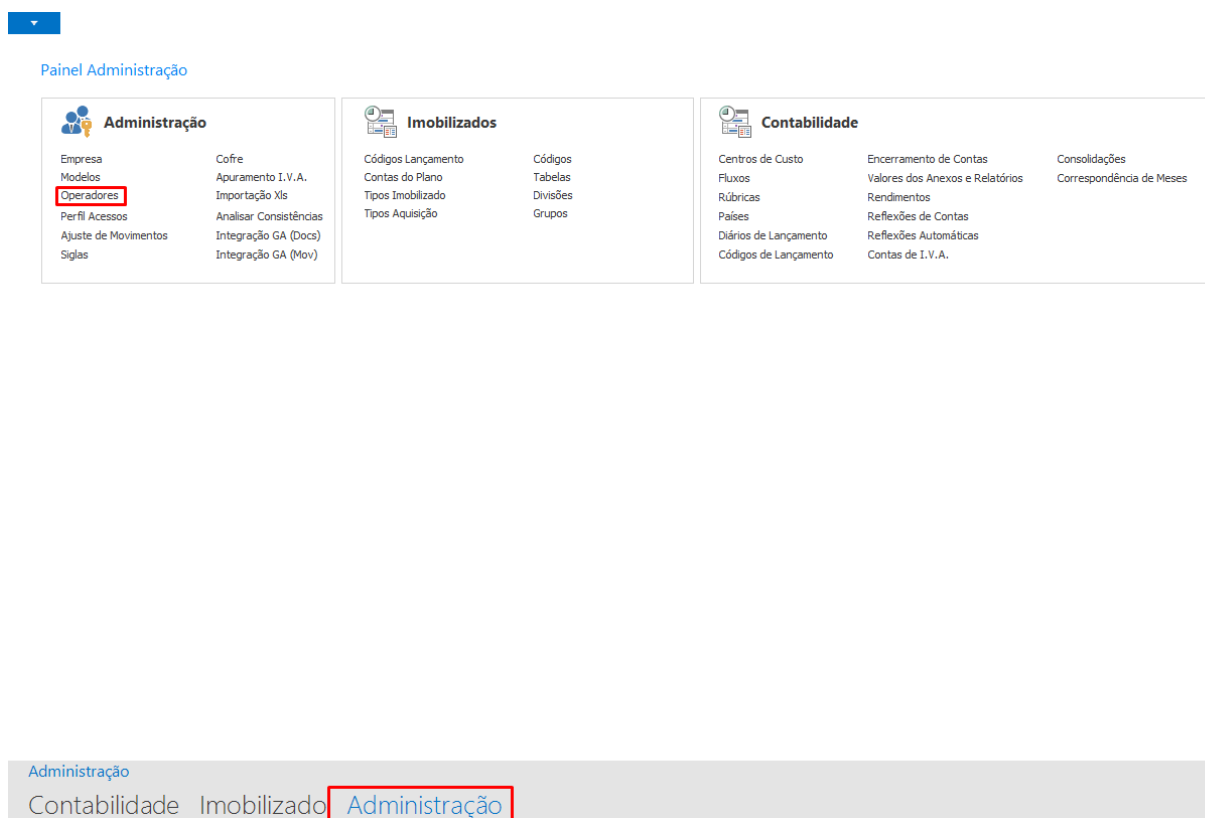 Painel Administração
Administração
Empresa
Modelos
Operadores
Perfil Acessos
Ajuste de Movimentos
Siglas
Cofre
Apuramento I.V.A.
Importação Xls
Analisar Consistências
Integração GA (Docs)
Integração GA (Mov)
Imobilizados
Códigos Lançamento
Contas do Plano
Tipos Imobilizado
Tipos Aquisição
Códigos
Tabelas
Divisões
Grupos
Contabilidade
Centros de Custo
Fluxos
Rúbricas
Países
Diários de Lançamento
Códigos de Lançamento
Encerramento de Contas
Valores dos Anexos e Relatórios
Rendimentos
Reflexões de Contas
Reflexões Automáticas
Contas de I.V.A.
Consolidações
Correspondência de Meses
Administração
Contabilidade Imobilizado Administração